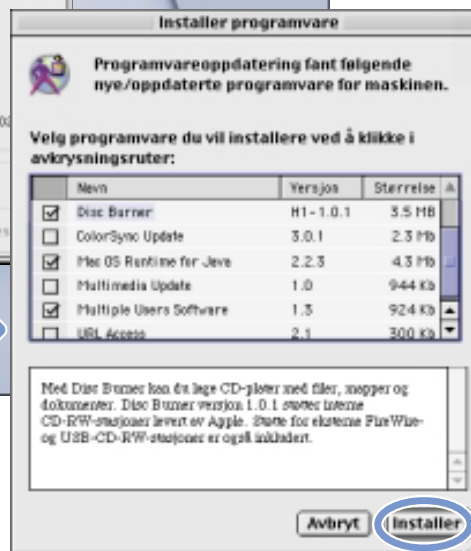 Installer programvare
Programvareoppdatering fant følgende
nye/oppdaterte programvare for maskinen.
Velg programvare du vil installere ved å klikke i
avkrysningsruter:
Navn Versjon Størrelse
Disc Burner H1-1.0.1 3.5 MB
ColorSync Update 3.0.1 2.3 Mb
Mac OS Runtime for Java 2.2.3 4.3 Mb
Multimedia Update 1.0 944 Kb
Multiple Users Software 1.3 924 Kb
URL Access 2.1 300 Kb
Med Disc Burner kan du lage CD-plater med filer, mapper og
dokumenter. Disc Burner versjon 1.0.1 støtter interne
CD-RW-stasjoner levert av Apple. Støtte for eksterne FireWire-
og USB-CD-RW-stasjoner er også inkludert.
Avbryt Installer